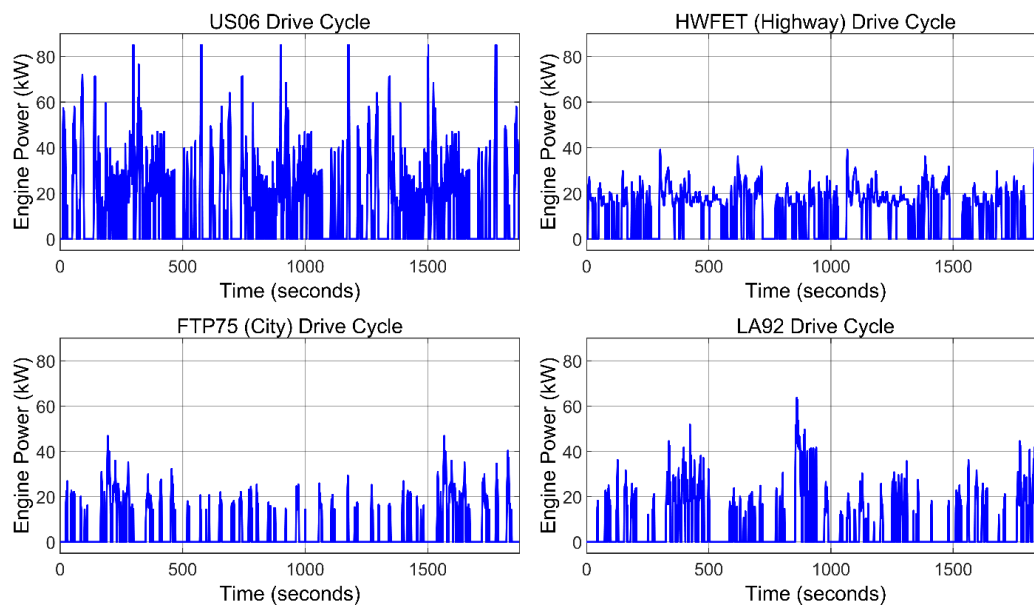 US06 Drive Cycle
Engine Power (kW)
80
60
40
20
0
0 500 1000 1500
Time (seconds)
HWFET (Highway) Drive Cycle
Engine Power (kW)
80
60
40
20
0
0 500 1000 1500
Time (seconds)
FTP75 (City) Drive Cycle
Engine Power (kW)
80
60
40
20
0
0 500 1000 1500
Time (seconds)
LA92 Drive Cycle
Engine Power (kW)
80
60
40
20
0
0 500 1000 1500
Time (seconds)